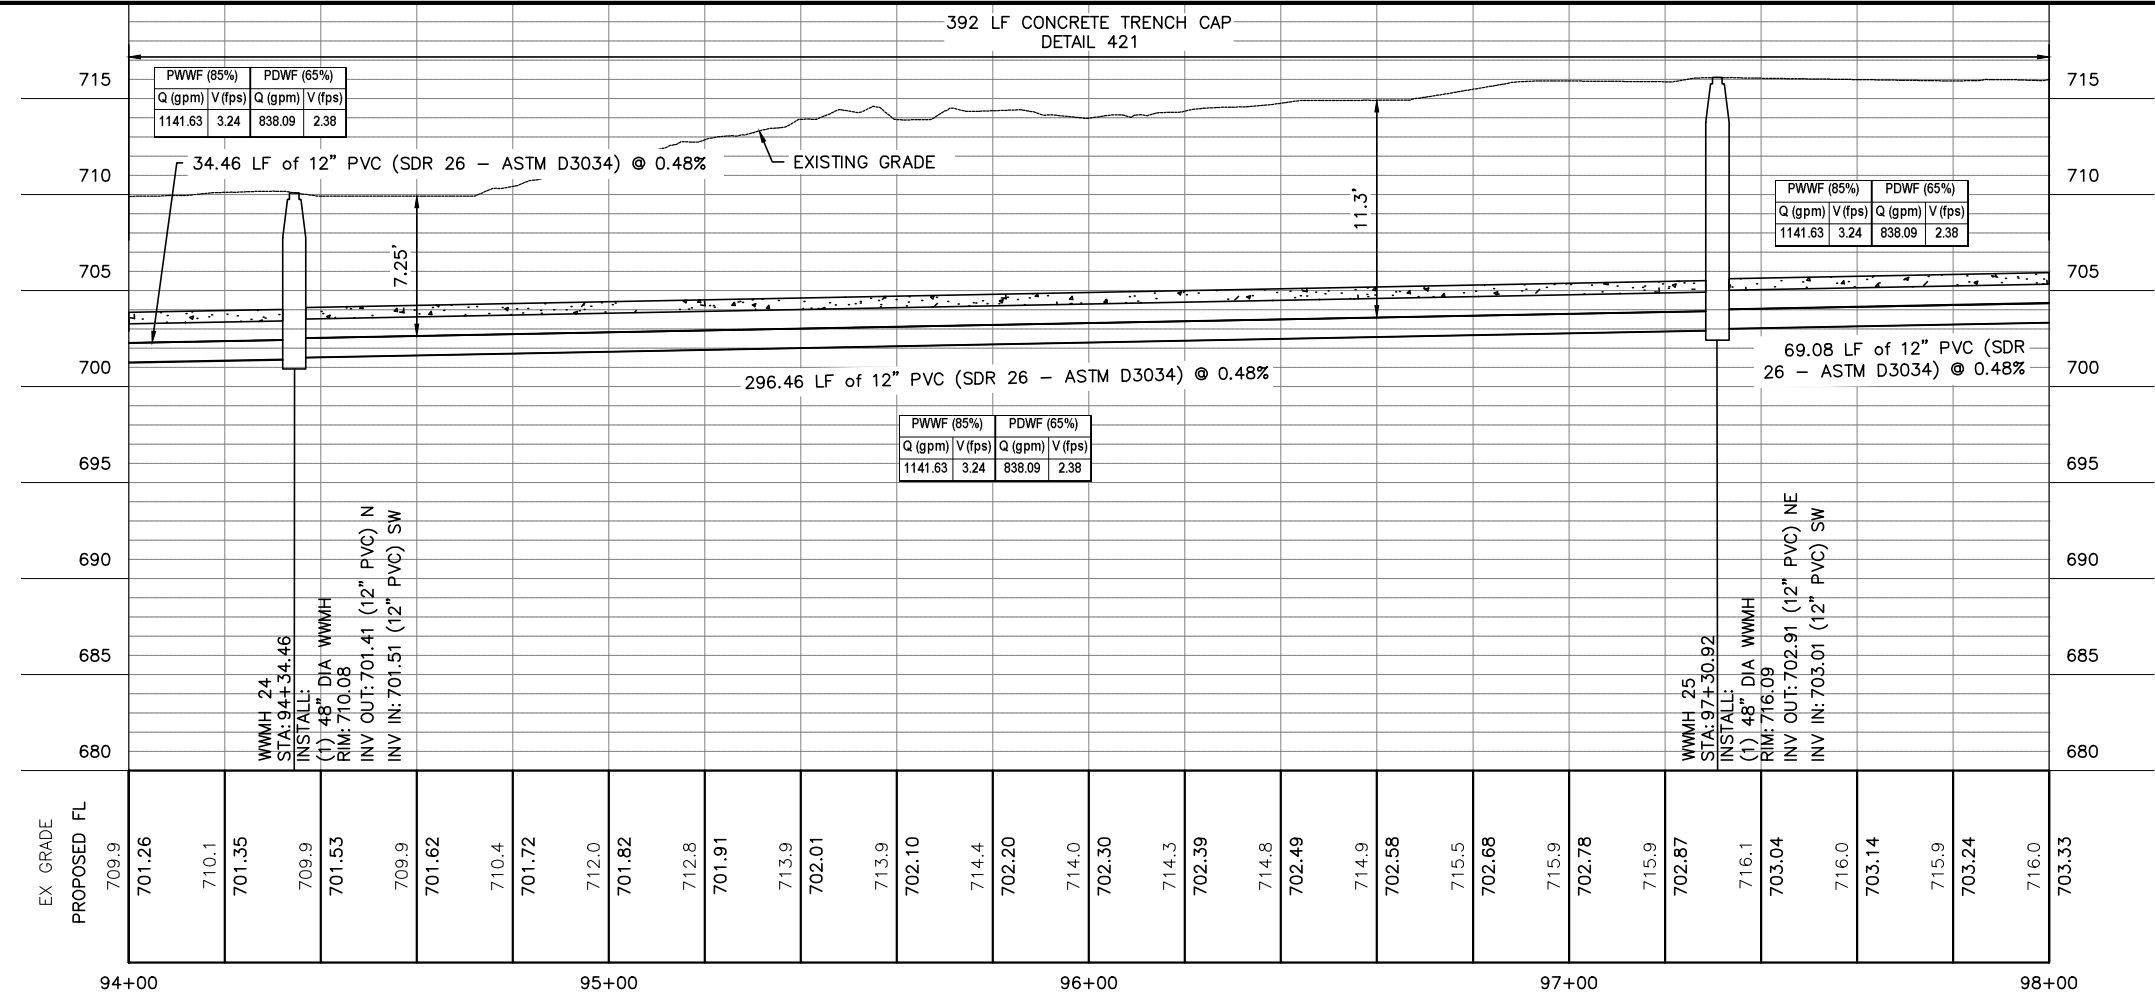 392 LF CONCRETE TRENCH CAP
DETAIL 421
715
715
PWWF (85%) PDWF (65%)
Q (gpm) V (fps) Q (gpm) V (fps)
1141.63 3.24 838.09 2.38
34.46 LF of 12" PVC (SDR 26 – ASTM D3034) @ 0.48%
EXISTING GRADE
710
710
PWWF (85%) PDWF (65%)
Q (gpm) V (fps) Q (gpm) V (fps)
1141.63 3.24 838.09 2.38
11.3'
7.25'
705
705
700
700
69.08 LF of 12" PVC (SDR
26 – ASTM D3034) @ 0.48%
296.46 LF of 12" PVC (SDR 26 – ASTM D3034) @ 0.48%
PWWF (85%) PDWF (65%)
Q (gpm) V (fps) Q (gpm) V (fps)
1141.63 3.24 838.09 2.38
695
695
690
690
685
685
680
680
WWMH 24
STA: 94+34.46
INSTALL:
(1) 48" DIA WWMH
RIM: 710.08
INV OUT: 701.41 (12" PVC) N
INV IN: 701.51 (12" PVC) SW
WWMH 25
STA: 97+30.92
INSTALL:
(1) 48" DIA WWMH
RIM: 716.09
INV OUT: 702.91 (12" PVC) NE
INV IN: 703.01 (12" PVC) SW
EX GRADE
PROPOSED FL
709.9
701.26
710.1
701.35
709.9
701.53
709.9
701.62
710.4
701.72
712.0
701.82
712.8
701.91
713.9
702.01
713.9
702.10
714.4
702.20
714.0
702.30
714.3
702.39
714.8
702.49
714.9
702.58
715.5
702.68
715.9
702.78
715.9
702.87
716.1
703.04
716.0
703.14
715.9
703.24
716.0
703.33
94+00
95+00
96+00
97+00
98+00